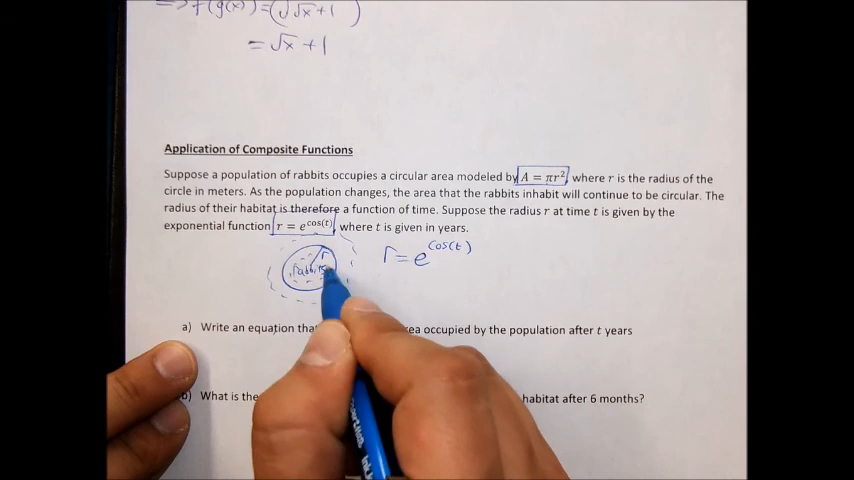 => f(g(x)) = (√√x+1 )
= √x + 1
Application of Composite Functions
Suppose a population of rabbits occupies a circular area modeled by A = πr², where r is the radius of the
circle in meters. As the population changes, the area that the rabbits inhabit will continue to be circular. The
radius of their habitat is therefore a function of time. Suppose the radius r at time t is given by the
exponential function r = e^cos(t), where t is given in years.
r
rabbits
r = e^cos(t)
a) Write an equation tha ea occupied by the population after t years
b) What is the habitat after 6 months?